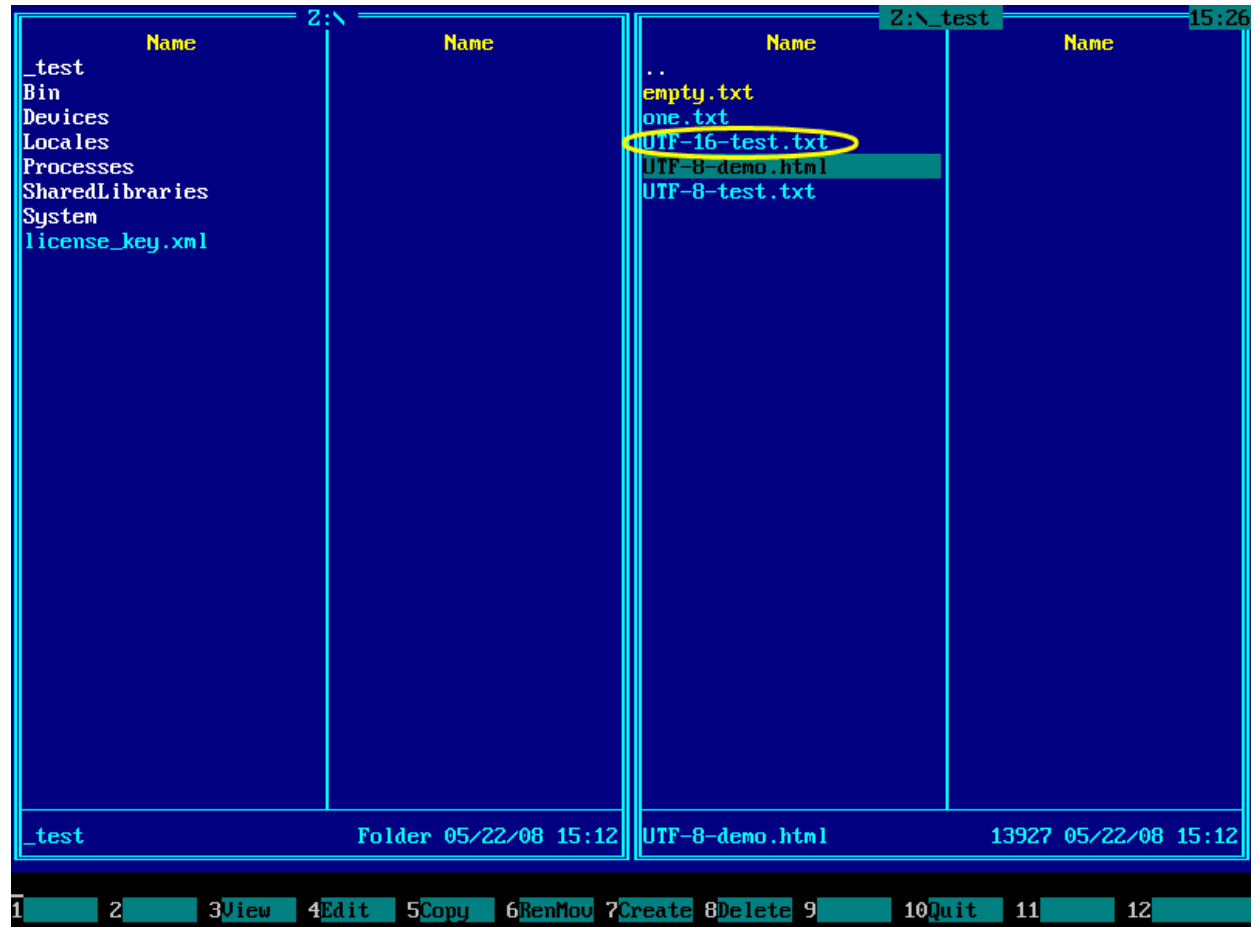 Z:\
Name Name
_test
Bin
Devices
Locales
Processes
SharedLibraries
System
license_key.xml
_test Folder 05/22/08 15:12
Z:\_test 15:26
Name Name
..
empty.txt
one.txt
UTF-16-test.txt
UTF-8-demo.html
UTF-8-test.txt
UTF-8-demo.html 13927 05/22/08 15:12
1 2 3View 4Edit 5Copy 6RenMov 7Create 8Delete 9 10Quit 11 12